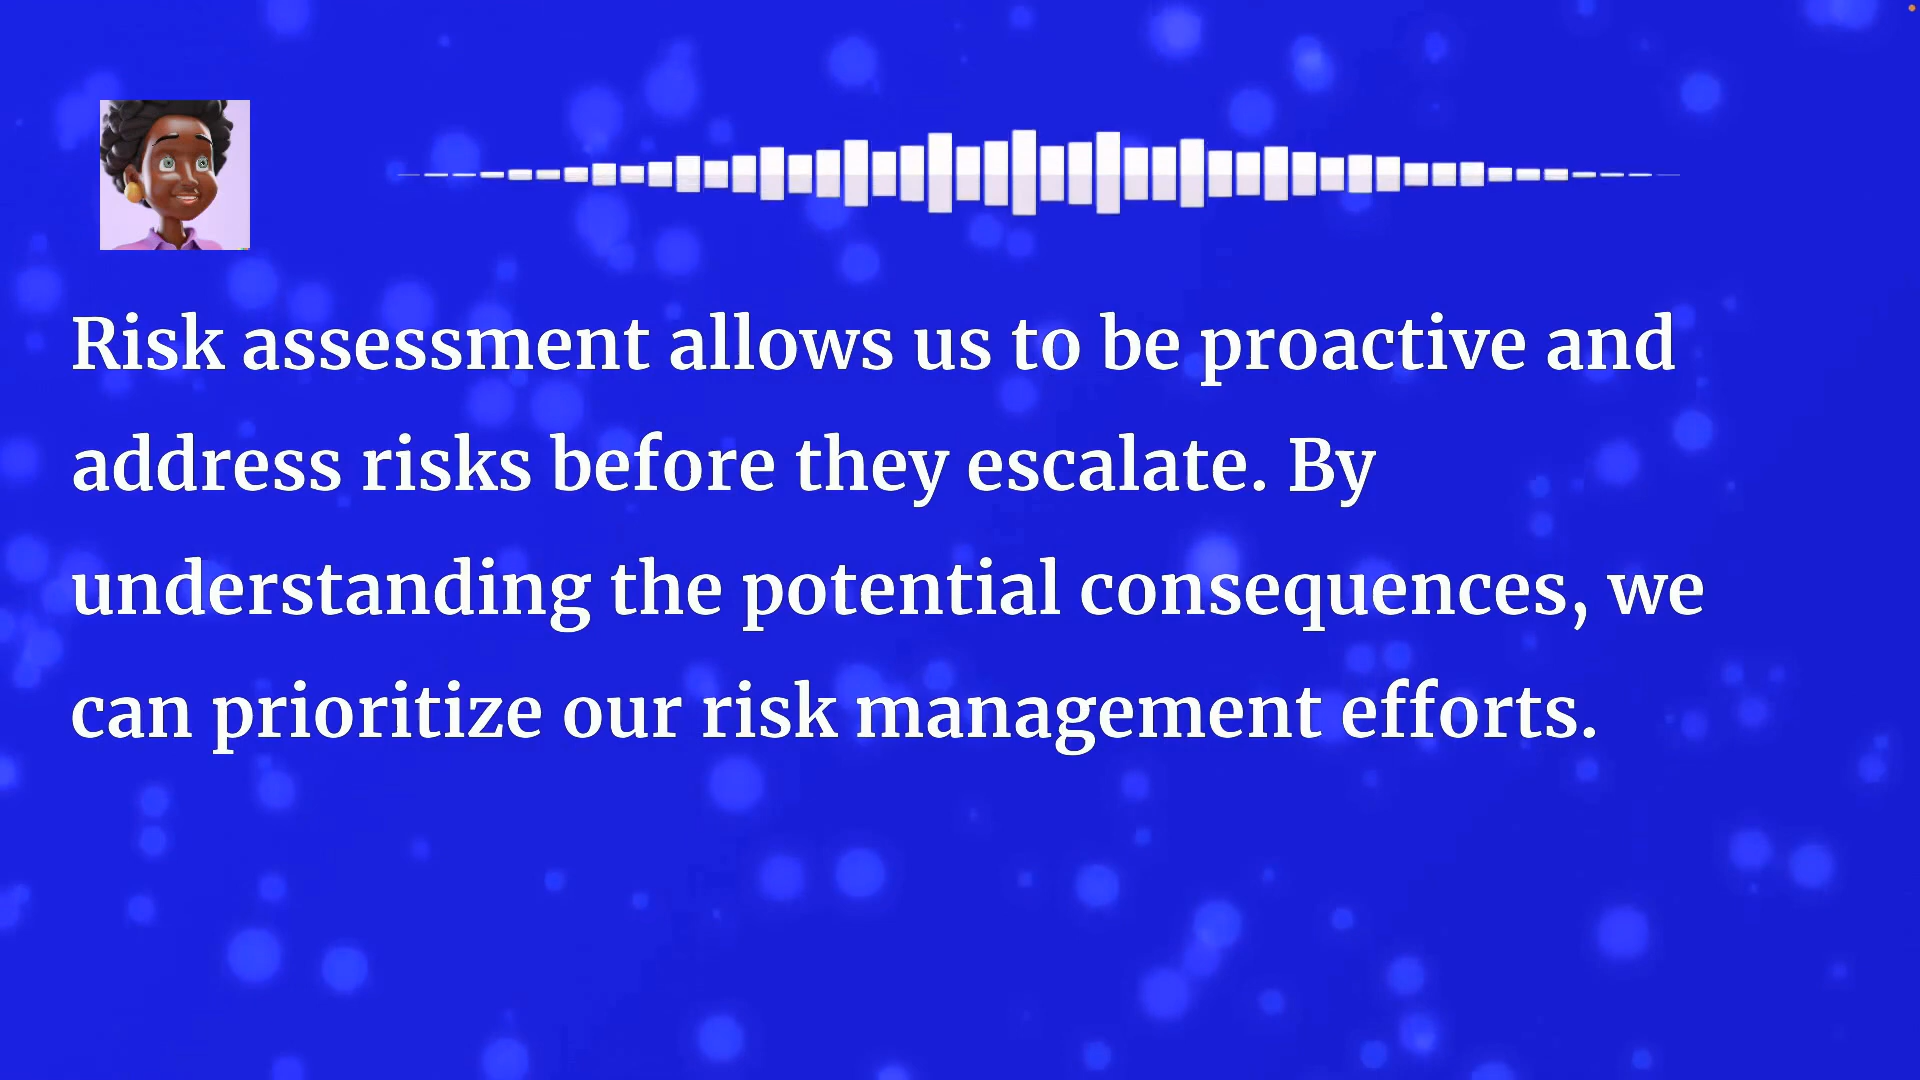 Risk assessment allows us to be proactive and
address risks before they escalate. By
understanding the potential consequences, we
can prioritize our risk management efforts.